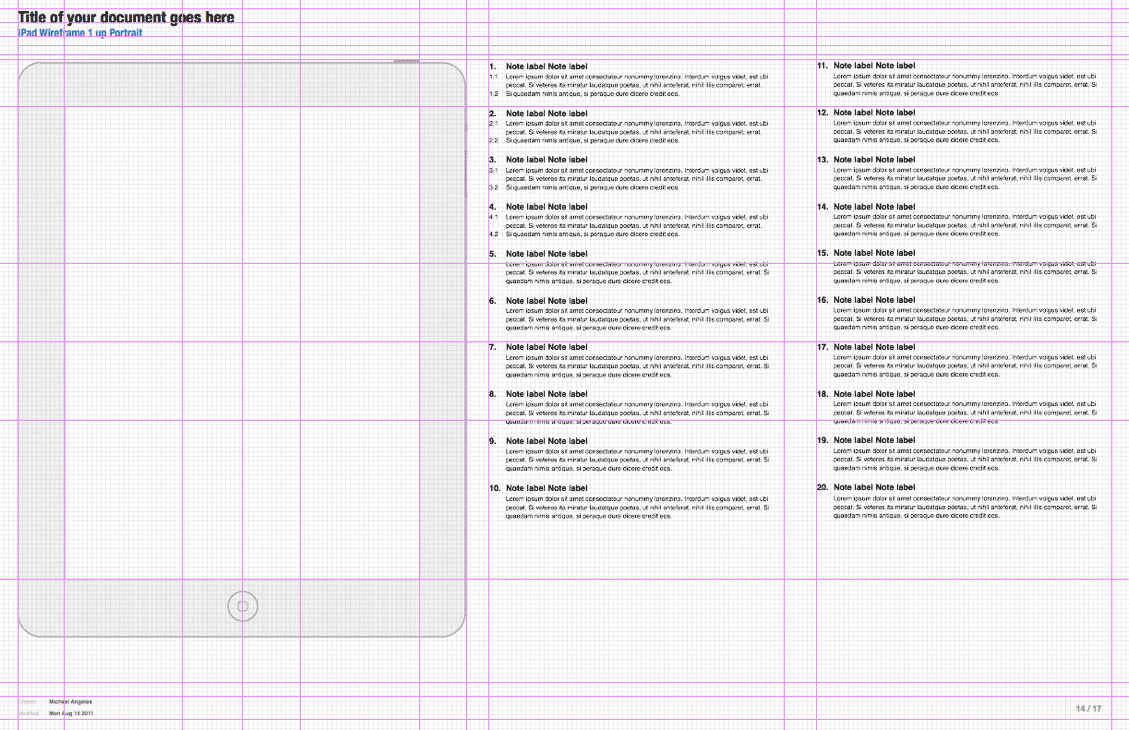 Title of your document goes here
iPad Wireframe 1 up Portrait
1. Note label Note label
1.1 Lorem ipsum dolor sit amet consectateur nonummy lorenzino. Interdum volgus videt, est ubi
peccat. Si veteres ita miratur laudatque poetas, ut nihil anteferat, nihil illis comparet, errat.
1.2 Si quaedam nimis antique, si peraque dure dicere credit eos.
2. Note label Note label
2.1 Lorem ipsum dolor sit amet consectateur nonummy lorenzino. Interdum volgus videt, est ubi
peccat. Si veteres ita miratur laudatque poetas, ut nihil anteferat, nihil illis comparet, errat.
2.2 Si quaedam nimis antique, si peraque dure dicere credit eos.
3. Note label Note label
3.1 Lorem ipsum dolor sit amet consectateur nonummy lorenzino. Interdum volgus videt, est ubi
peccat. Si veteres ita miratur laudatque poetas, ut nihil anteferat, nihil illis comparet, errat.
3.2 Si quaedam nimis antique, si peraque dure dicere credit eos.
4. Note label Note label
4.1 Lorem ipsum dolor sit amet consectateur nonummy lorenzino. Interdum volgus videt, est ubi
peccat. Si veteres ita miratur laudatque poetas, ut nihil anteferat, nihil illis comparet, errat.
4.2 Si quaedam nimis antique, si peraque dure dicere credit eos.
5. Note label Note label
Lorem ipsum dolor sit amet consectateur nonummy lorenzino. Interdum volgus videt, est ubi
peccat. Si veteres ita miratur laudatque poetas, ut nihil anteferat, nihil illis comparet, errat. Si
quaedam nimis antique, si peraque dure dicere credit eos.
6. Note label Note label
Lorem ipsum dolor sit amet consectateur nonummy lorenzino. Interdum volgus videt, est ubi
peccat. Si veteres ita miratur laudatque poetas, ut nihil anteferat, nihil illis comparet, errat. Si
quaedam nimis antique, si peraque dure dicere credit eos.
7. Note label Note label
Lorem ipsum dolor sit amet consectateur nonummy lorenzino. Interdum volgus videt, est ubi
peccat. Si veteres ita miratur laudatque poetas, ut nihil anteferat, nihil illis comparet, errat. Si
quaedam nimis antique, si peraque dure dicere credit eos.
8. Note label Note label
Lorem ipsum dolor sit amet consectateur nonummy lorenzino. Interdum volgus videt, est ubi
peccat. Si veteres ita miratur laudatque poetas, ut nihil anteferat, nihil illis comparet, errat. Si
quaedam nimis antique, si peraque dure dicere credit eos.
9. Note label Note label
Lorem ipsum dolor sit amet consectateur nonummy lorenzino. Interdum volgus videt, est ubi
peccat. Si veteres ita miratur laudatque poetas, ut nihil anteferat, nihil illis comparet, errat. Si
quaedam nimis antique, si peraque dure dicere credit eos.
10. Note label Note label
Lorem ipsum dolor sit amet consectateur nonummy lorenzino. Interdum volgus videt, est ubi
peccat. Si veteres ita miratur laudatque poetas, ut nihil anteferat, nihil illis comparet, errat. Si
quaedam nimis antique, si peraque dure dicere credit eos.
11. Note label Note label
Lorem ipsum dolor sit amet consectateur nonummy lorenzino. Interdum volgus videt, est ubi
peccat. Si veteres ita miratur laudatque poetas, ut nihil anteferat, nihil illis comparet, errat. Si
quaedam nimis antique, si peraque dure dicere credit eos.
12. Note label Note label
Lorem ipsum dolor sit amet consectateur nonummy lorenzino. Interdum volgus videt, est ubi
peccat. Si veteres ita miratur laudatque poetas, ut nihil anteferat, nihil illis comparet, errat. Si
quaedam nimis antique, si peraque dure dicere credit eos.
13. Note label Note label
Lorem ipsum dolor sit amet consectateur nonummy lorenzino. Interdum volgus videt, est ubi
peccat. Si veteres ita miratur laudatque poetas, ut nihil anteferat, nihil illis comparet, errat. Si
quaedam nimis antique, si peraque dure dicere credit eos.
14. Note label Note label
Lorem ipsum dolor sit amet consectateur nonummy lorenzino. Interdum volgus videt, est ubi
peccat. Si veteres ita miratur laudatque poetas, ut nihil anteferat, nihil illis comparet, errat. Si
quaedam nimis antique, si peraque dure dicere credit eos.
15. Note label Note label
Lorem ipsum dolor sit amet consectateur nonummy lorenzino. Interdum volgus videt, est ubi
peccat. Si veteres ita miratur laudatque poetas, ut nihil anteferat, nihil illis comparet, errat. Si
quaedam nimis antique, si peraque dure dicere credit eos.
16. Note label Note label
Lorem ipsum dolor sit amet consectateur nonummy lorenzino. Interdum volgus videt, est ubi
peccat. Si veteres ita miratur laudatque poetas, ut nihil anteferat, nihil illis comparet, errat. Si
quaedam nimis antique, si peraque dure dicere credit eos.
17. Note label Note label
Lorem ipsum dolor sit amet consectateur nonummy lorenzino. Interdum volgus videt, est ubi
peccat. Si veteres ita miratur laudatque poetas, ut nihil anteferat, nihil illis comparet, errat. Si
quaedam nimis antique, si peraque dure dicere credit eos.
18. Note label Note label
Lorem ipsum dolor sit amet consectateur nonummy lorenzino. Interdum volgus videt, est ubi
peccat. Si veteres ita miratur laudatque poetas, ut nihil anteferat, nihil illis comparet, errat. Si
quaedam nimis antique, si peraque dure dicere credit eos.
19. Note label Note label
Lorem ipsum dolor sit amet consectateur nonummy lorenzino. Interdum volgus videt, est ubi
peccat. Si veteres ita miratur laudatque poetas, ut nihil anteferat, nihil illis comparet, errat. Si
quaedam nimis antique, si peraque dure dicere credit eos.
20. Note label Note label
Lorem ipsum dolor sit amet consectateur nonummy lorenzino. Interdum volgus videt, est ubi
peccat. Si veteres ita miratur laudatque poetas, ut nihil anteferat, nihil illis comparet, errat. Si
quaedam nimis antique, si peraque dure dicere credit eos.
Michael Angeles
Modified Mon Aug 15 2011
14 / 17